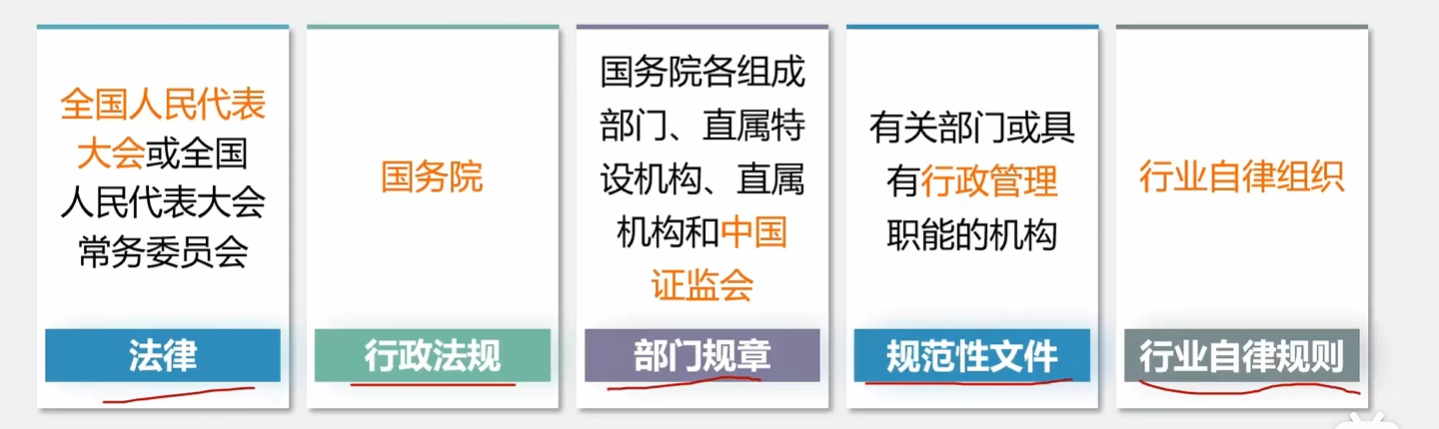 全国人民代表
大会或全国
人民代表大会
常务委员会
法律
国务院
行政法规
国务院各组成
部门、直属特
设机构、直属
机构和中国
证监会
部门规章
有关部门或具
有行政管理
职能的机构
规范性文件
行业自律组织
行业自律规则